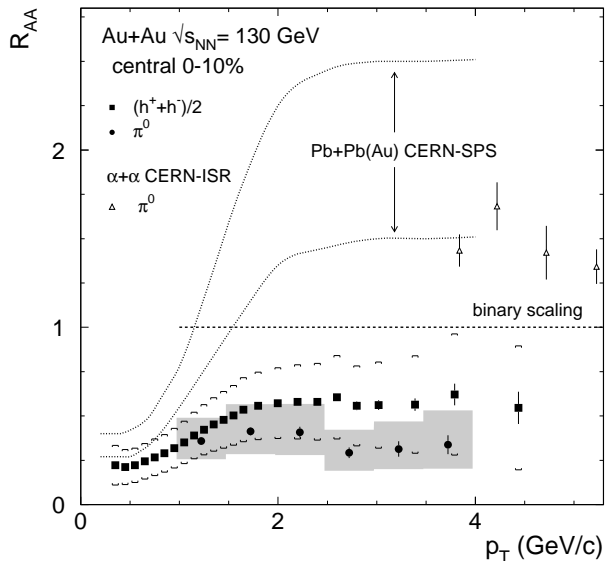 R_AA
Au+Au √s_NN= 130 GeV
central 0-10%
(h⁺+h⁻)/2
π⁰
α+α CERN-ISR
π⁰
Pb+Pb(Au) CERN-SPS
binary scaling
2
1
0
0
2
4
p_T (GeV/c)